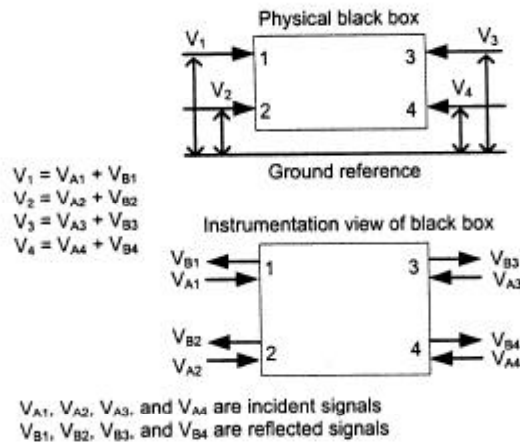 Physical black box
V1
V3
1
3
V2
V4
2
4
Ground reference
V1 = VA1 + VB1
V2 = VA2 + VB2
V3 = VA3 + VB3
V4 = VA4 + VB4
Instrumentation view of black box
VB1
1
3
VB3
VA1
VA3
VB2
VB4
2
4
VA2
VA4
VA1, VA2, VA3, and VA4 are incident signals
VB1, VB2, VB3, and VB4 are reflected signals